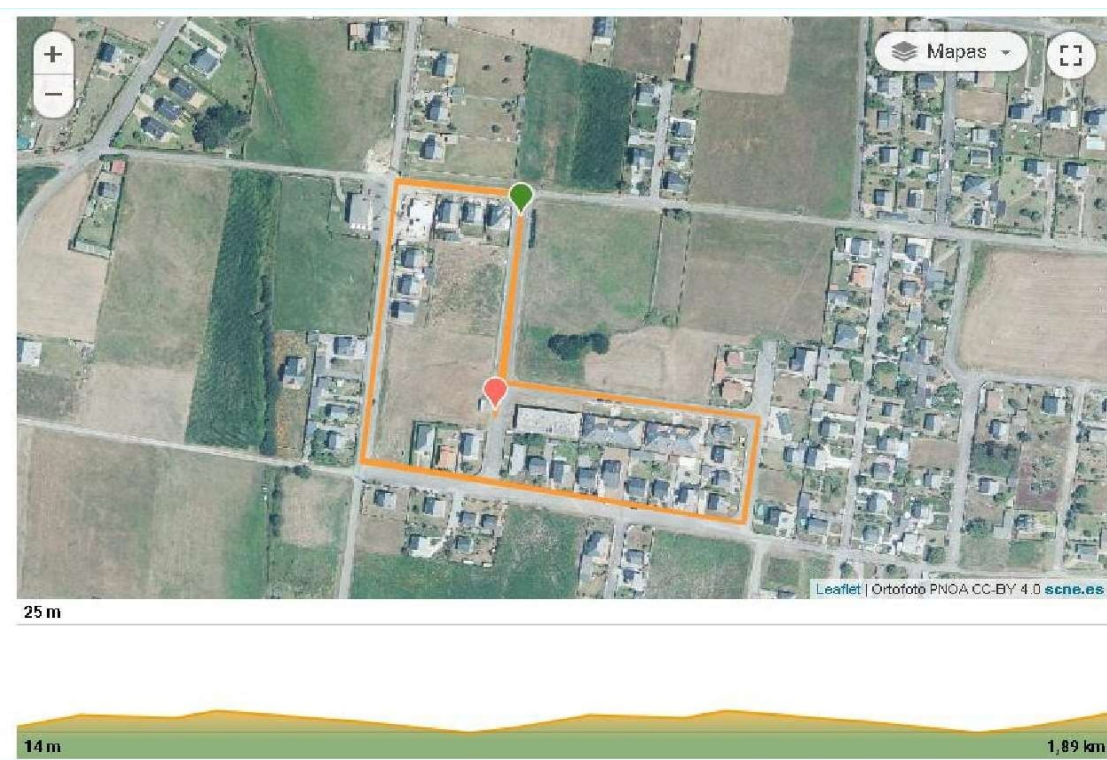 +
Mapas
−
Leaflet | Ortofoto PNOA CC-BY 4.0 scne.es
25 m
14 m
1,89 km